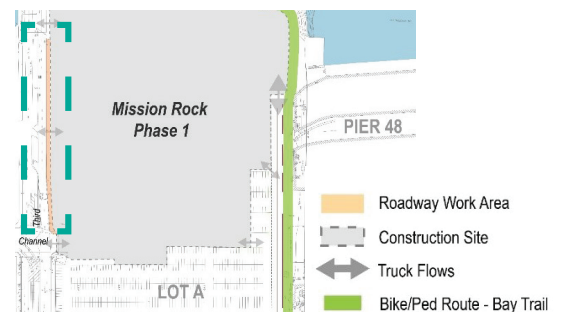 Mission Rock
Phase 1
PIER 48
Third
Channel
LOT A
Roadway Work Area
Construction Site
Truck Flows
Bike/Ped Route - Bay Trail